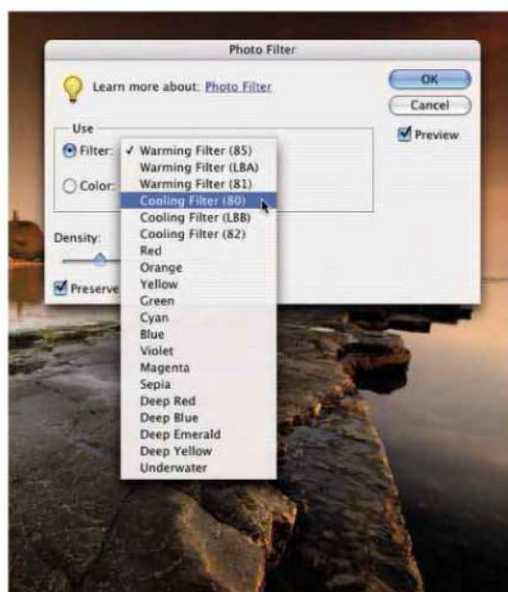 Photo Filter
Learn more about: Photo Filter
OK
Cancel
Preview
Use
Filter:
✓ Warming Filter (85)
Warming Filter (LBA)
Warming Filter (81)
Color:
Cooling Filter (80)
Cooling Filter (LBB)
Cooling Filter (82)
Density:
Red
Orange
Yellow
Preserve
Green
Cyan
Blue
Violet
Magenta
Sepia
Deep Red
Deep Blue
Deep Emerald
Deep Yellow
Underwater